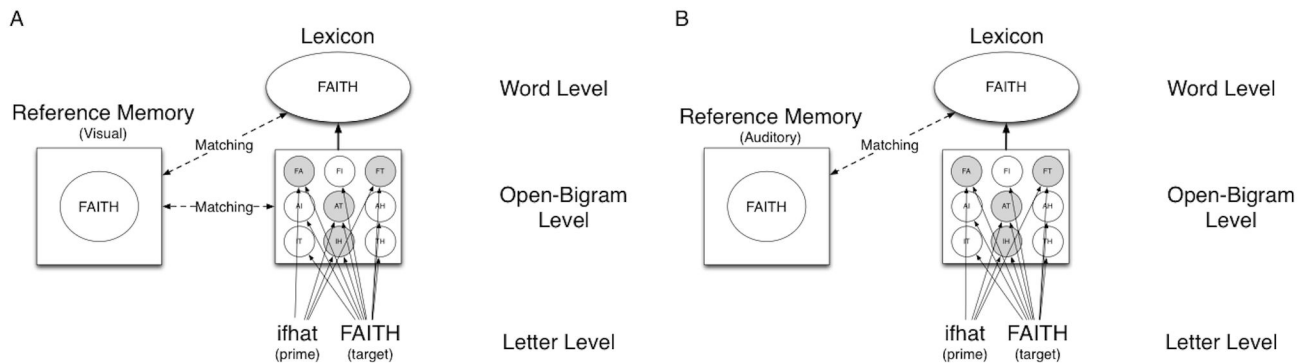 A
Lexicon
FAITH
Word Level
Reference Memory
(Visual)
Matching
FAITH
Matching
FA FI FT
AI AT AH
IT IH TH
Open-Bigram
Level
ifhat FAITH
(prime) (target)
Letter Level
B
Lexicon
FAITH
Word Level
Reference Memory
(Auditory)
Matching
FAITH
FA FI FT
AI AT AH
IT IH TH
Open-Bigram
Level
ifhat FAITH
(prime) (target)
Letter Level